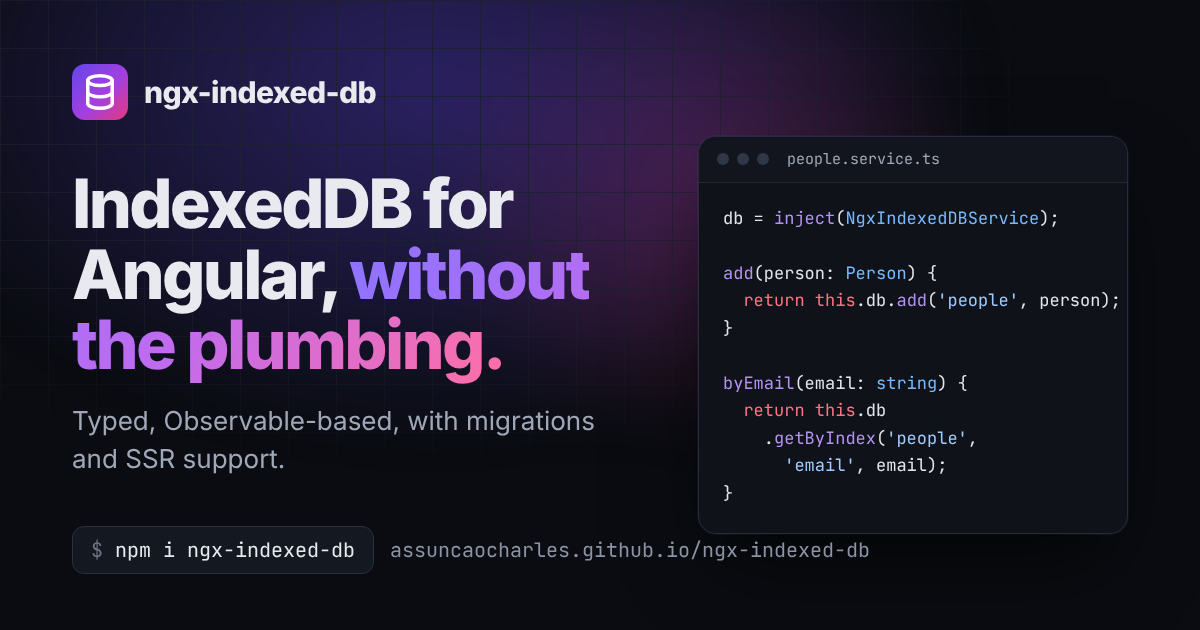 ngx-indexed-db
IndexedDB for
Angular, without
the plumbing.
Typed, Observable-based, with migrations
and SSR support.
$ npm i ngx-indexed-db
assuncaocharles.github.io/ngx-indexed-db
people.service.ts
db = inject(NgxIndexedDBService);
add(person: Person) {
  return this.db.add('people', person);
}
byEmail(email: string) {
  return this.db
    .getByIndex('people',
      'email', email);
}